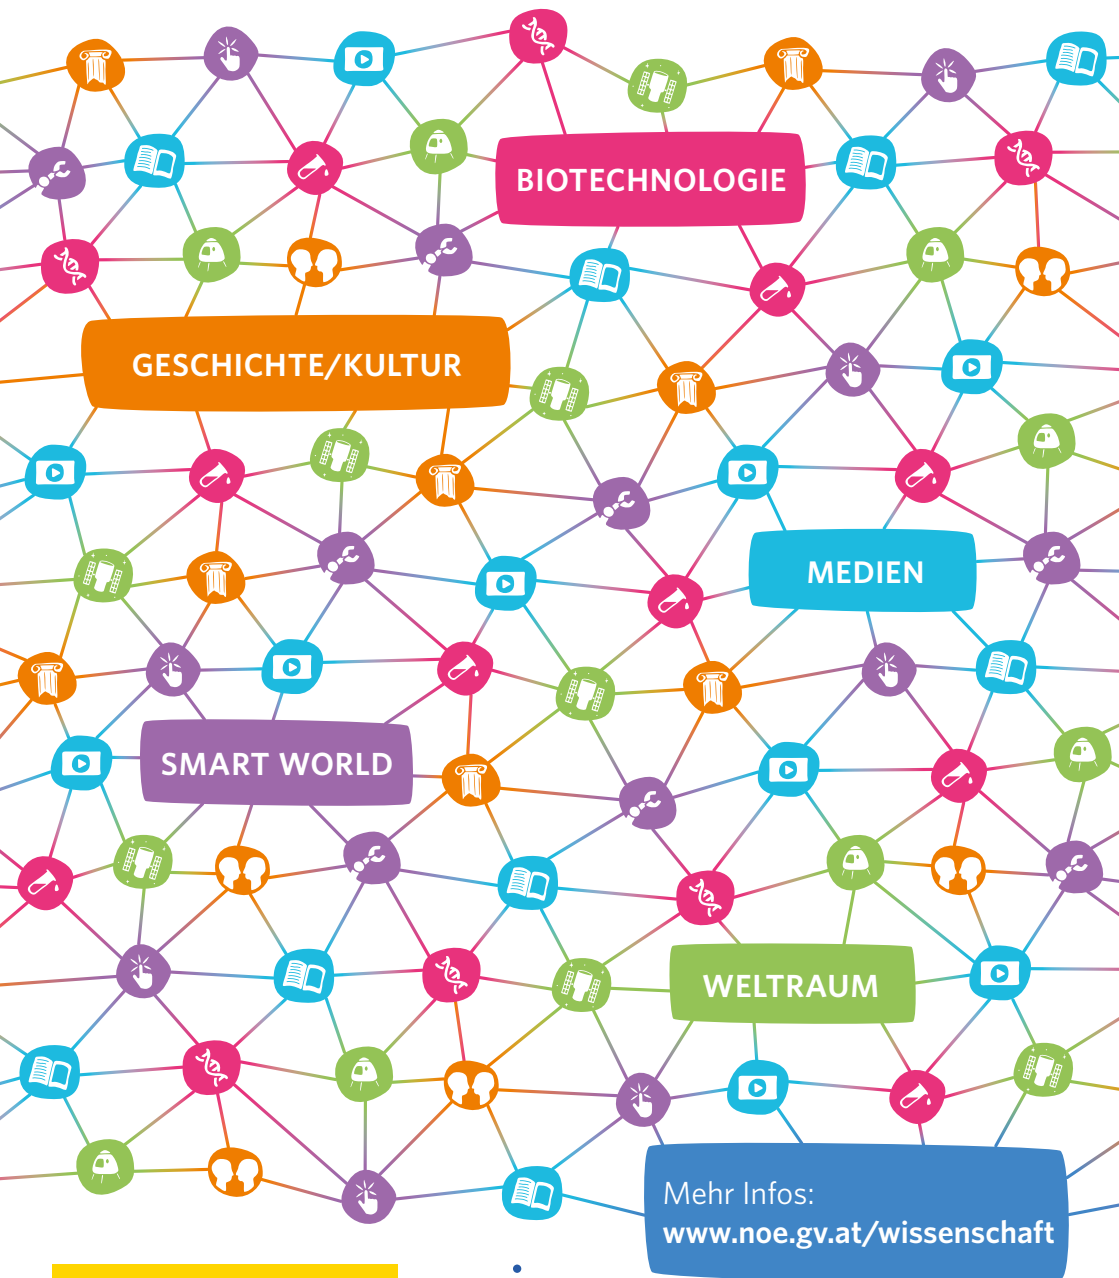 BIOTECHNOLOGIE
GESCHICHTE/KULTUR
MEDIEN
SMART WORLD
WELTRAUM
Mehr Infos:
www.noe.gv.at/wissenschaft